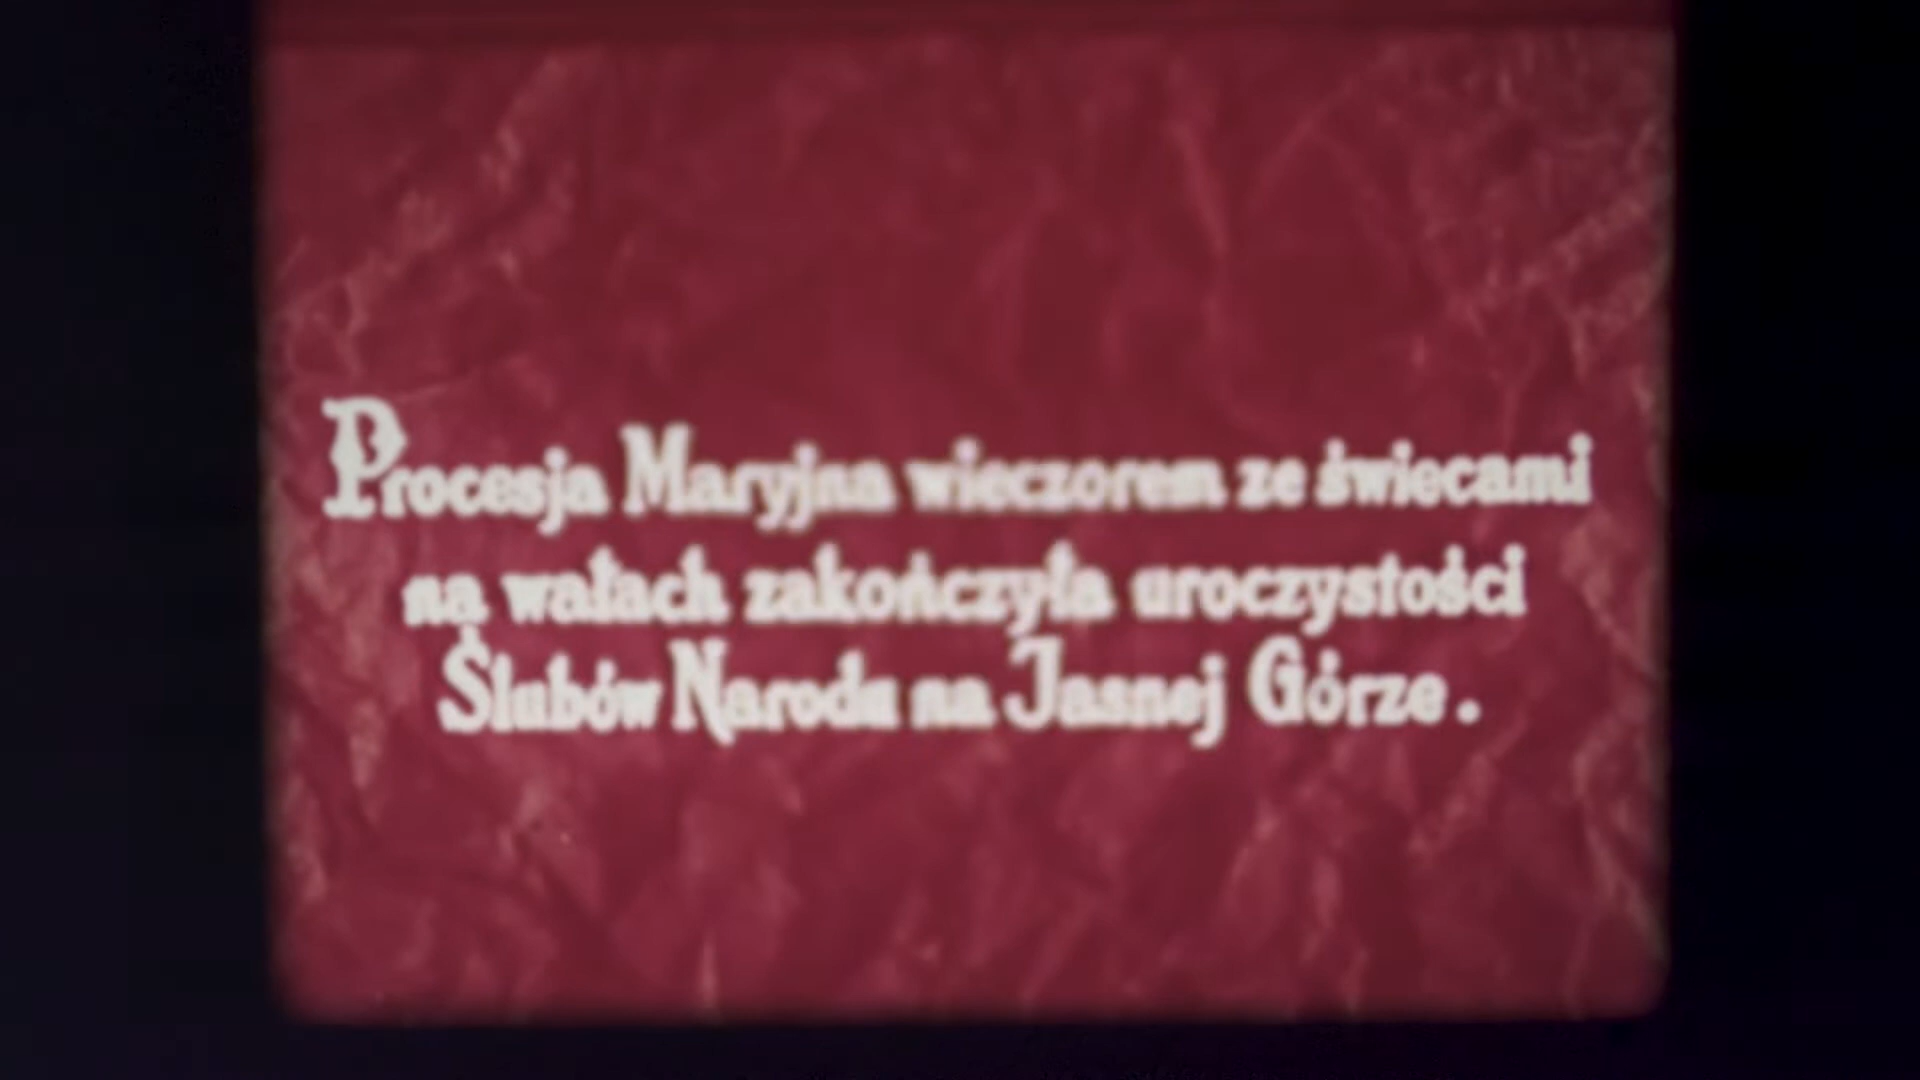 Procesja Maryjna wieczorem ze świecami
na wałach zakończyła uroczystości
Ślubów Narodu na Jasnej Górze.